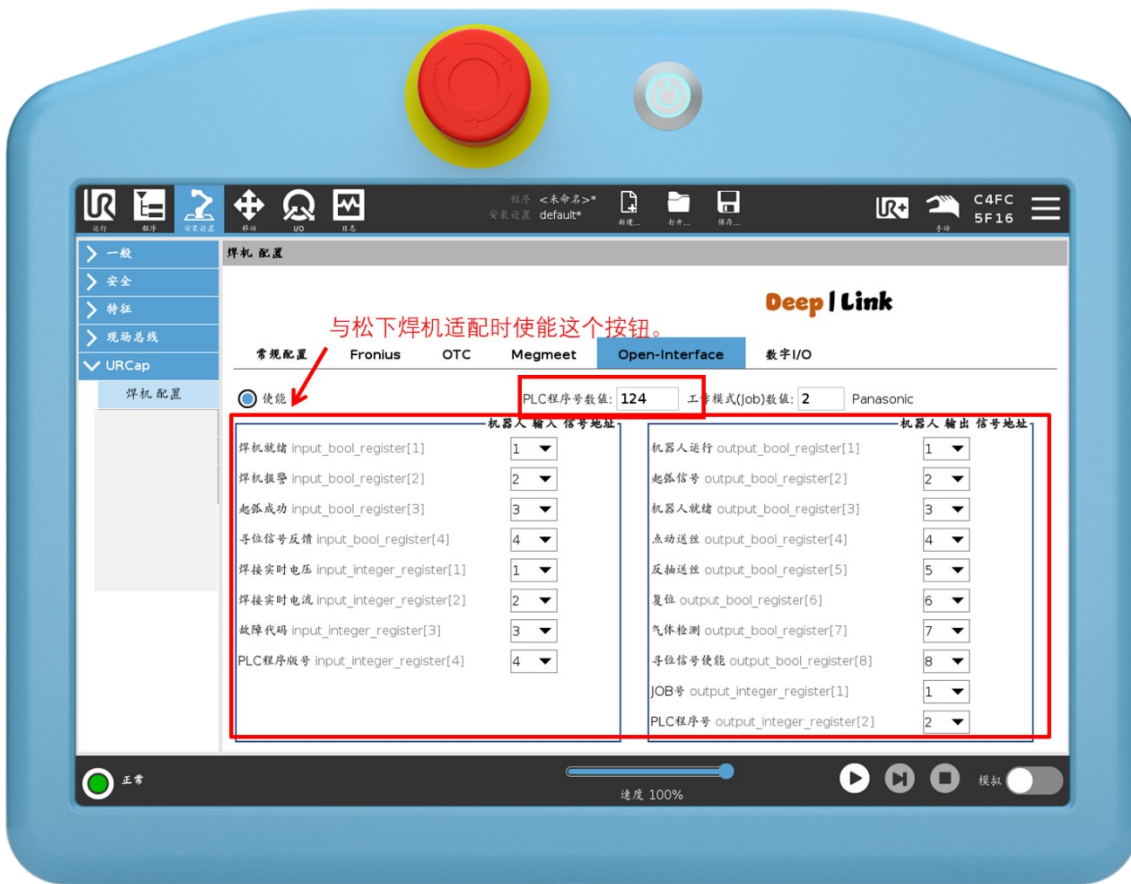 程序 <未命名>*
安装设置 default*
C4FC
5F16
运行 程序 安装设置 移动 I/O 日志 新建... 打开... 保存... 手动
一般
焊机 配置
安全
特征
Deep|Link
现场总线
与松下焊机适配时使能这个按钮。
常规配置 Fronius OTC Megmeet Open-Interface 数字I/O
URCap
焊机 配置
使能 PLC程序号数值: 124 工作模式(Job)数值: 2 Panasonic
机器人 输入 信号地址
焊机就绪 input_bool_register[1] 1
焊机报警 input_bool_register[2] 2
起弧成功 input_bool_register[3] 3
寻位信号反馈 input_bool_register[4] 4
焊接实时电压 input_integer_register[1] 1
焊接实时电流 input_integer_register[2] 2
故障代码 input_integer_register[3] 3
PLC程序版号 input_integer_register[4] 4
机器人 输出 信号地址
机器人运行 output_bool_register[1] 1
起弧信号 output_bool_register[2] 2
机器人就绪 output_bool_register[3] 3
点动送丝 output_bool_register[4] 4
反抽送丝 output_bool_register[5] 5
复位 output_bool_register[6] 6
气体检测 output_bool_register[7] 7
寻位信号使能 output_bool_register[8] 8
JOB号 output_integer_register[1] 1
PLC程序号 output_integer_register[2] 2
正常
速度 100%
模拟